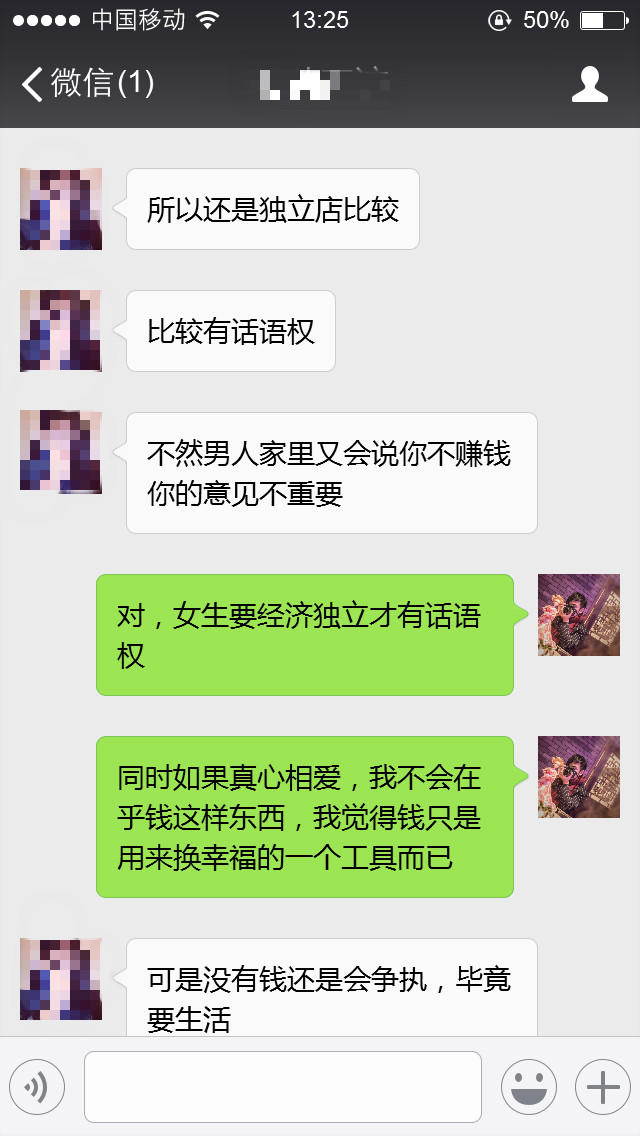 中国移动 13:25 50%
微信(1)
所以还是独立店比较
比较有话语权
不然男人家里又会说你不赚钱
你的意见不重要
对，女生要经济独立才有话语
权
同时如果真心相爱，我不会在
乎钱这样东西，我觉得钱只是
用来换幸福的一个工具而已
可是没有钱还是会争执，毕竟
要生活